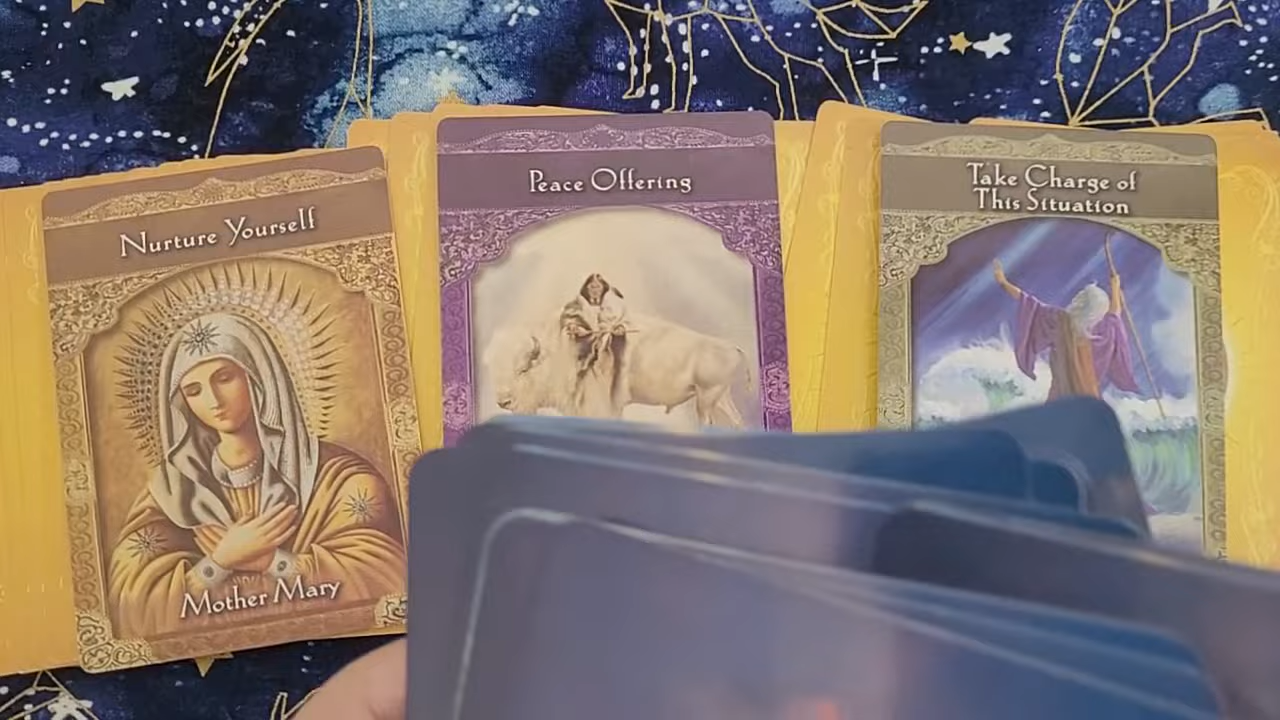 Nurture Yourself
Mother Mary
Peace Offering
Take Charge of
This Situation